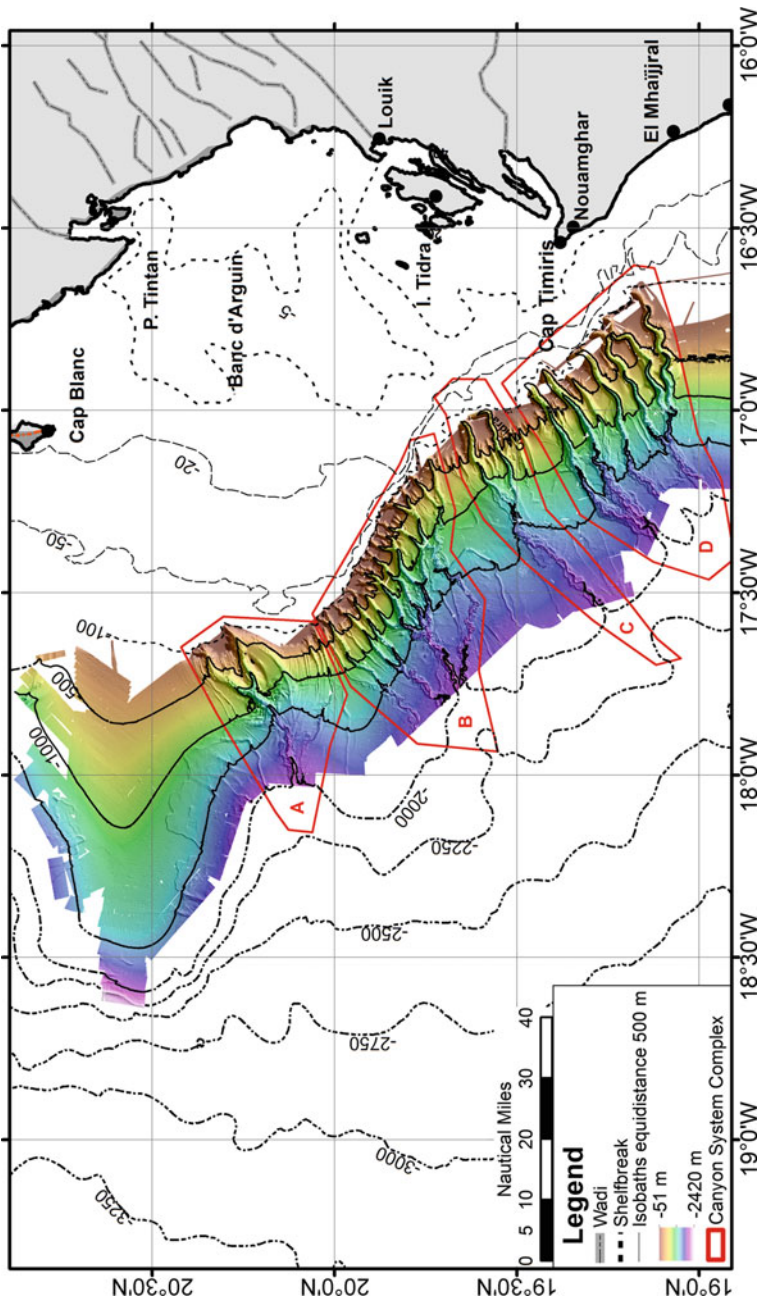 Cap Blanc
P. Tintan
Banc d'Arguin
Louik
I. Tidra
Cap Timiris
Nouamghar
El Mhaïjjral
-5
-20
-50
-100
-500
-1000
-2000
-2250
-2500
-2750
-3000
-3250
A
B
C
D
20°30'N
20°0'N
19°30'N
19°0'N
19°0'W
18°30'W
18°0'W
17°30'W
17°0'W
16°30'W
16°0'W
Nautical Miles
0 5 10 20 30 40
Legend
Wadi
Shelfbreak
Isobaths equidistance 500 m
-51 m
-2420 m
Canyon System Complex